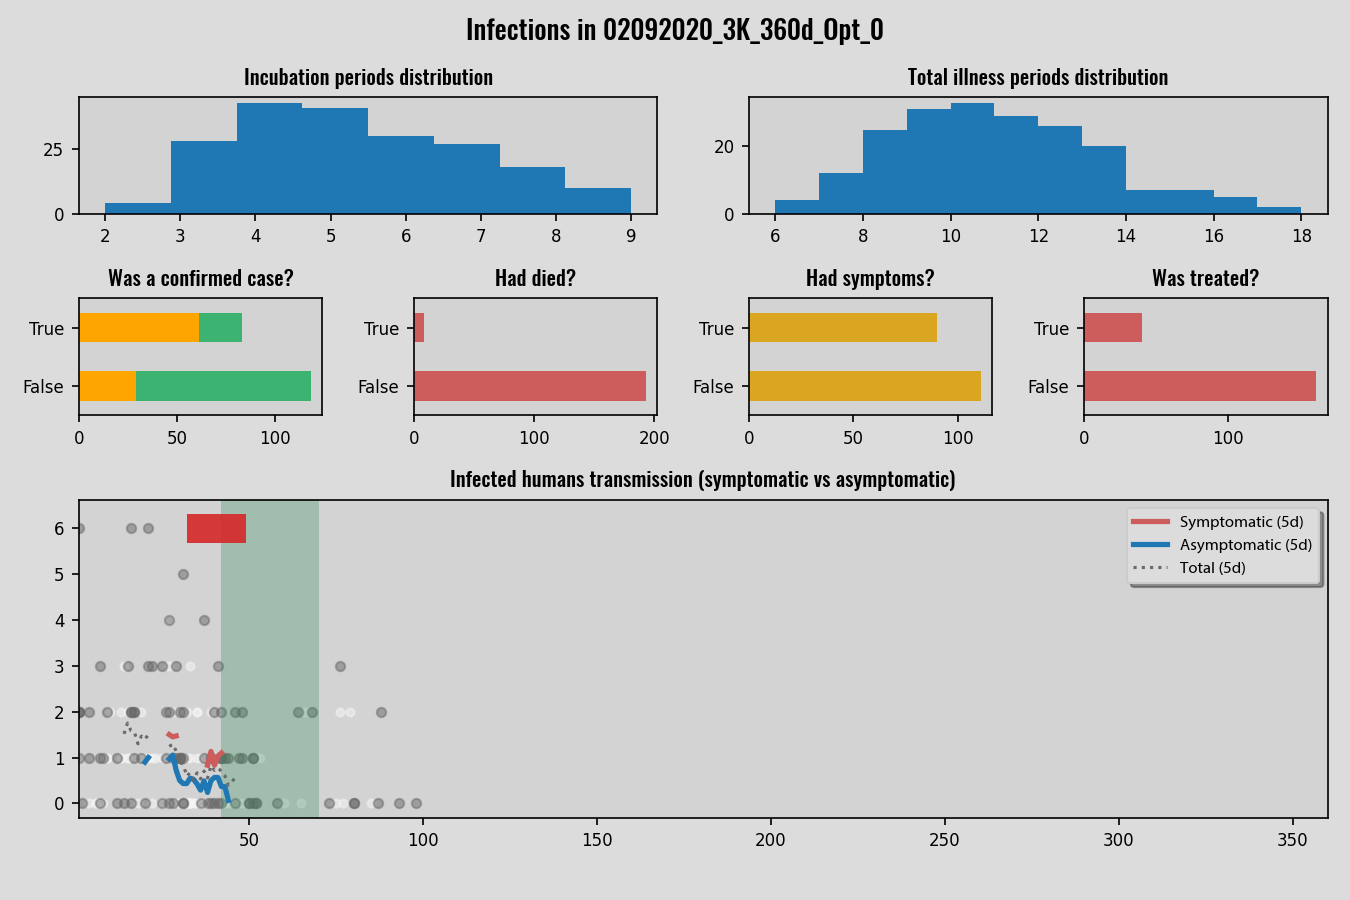 Infections in 02092020_3K_360d_Opt_0
Incubation periods distribution
Total illness periods distribution
25
0
2 3 4 5 6 7 8 9
20
0
6 8 10 12 14 16 18
Was a confirmed case?
Had died?
Had symptoms?
Was treated?
True
False
0 50 100
True
False
0 100 200
True
False
0 50 100
True
False
0 100
Infected humans transmission (symptomatic vs asymptomatic)
6
5
4
3
2
1
0
50 100 150 200 250 300 350
Symptomatic (5d)
Asymptomatic (5d)
Total (5d)